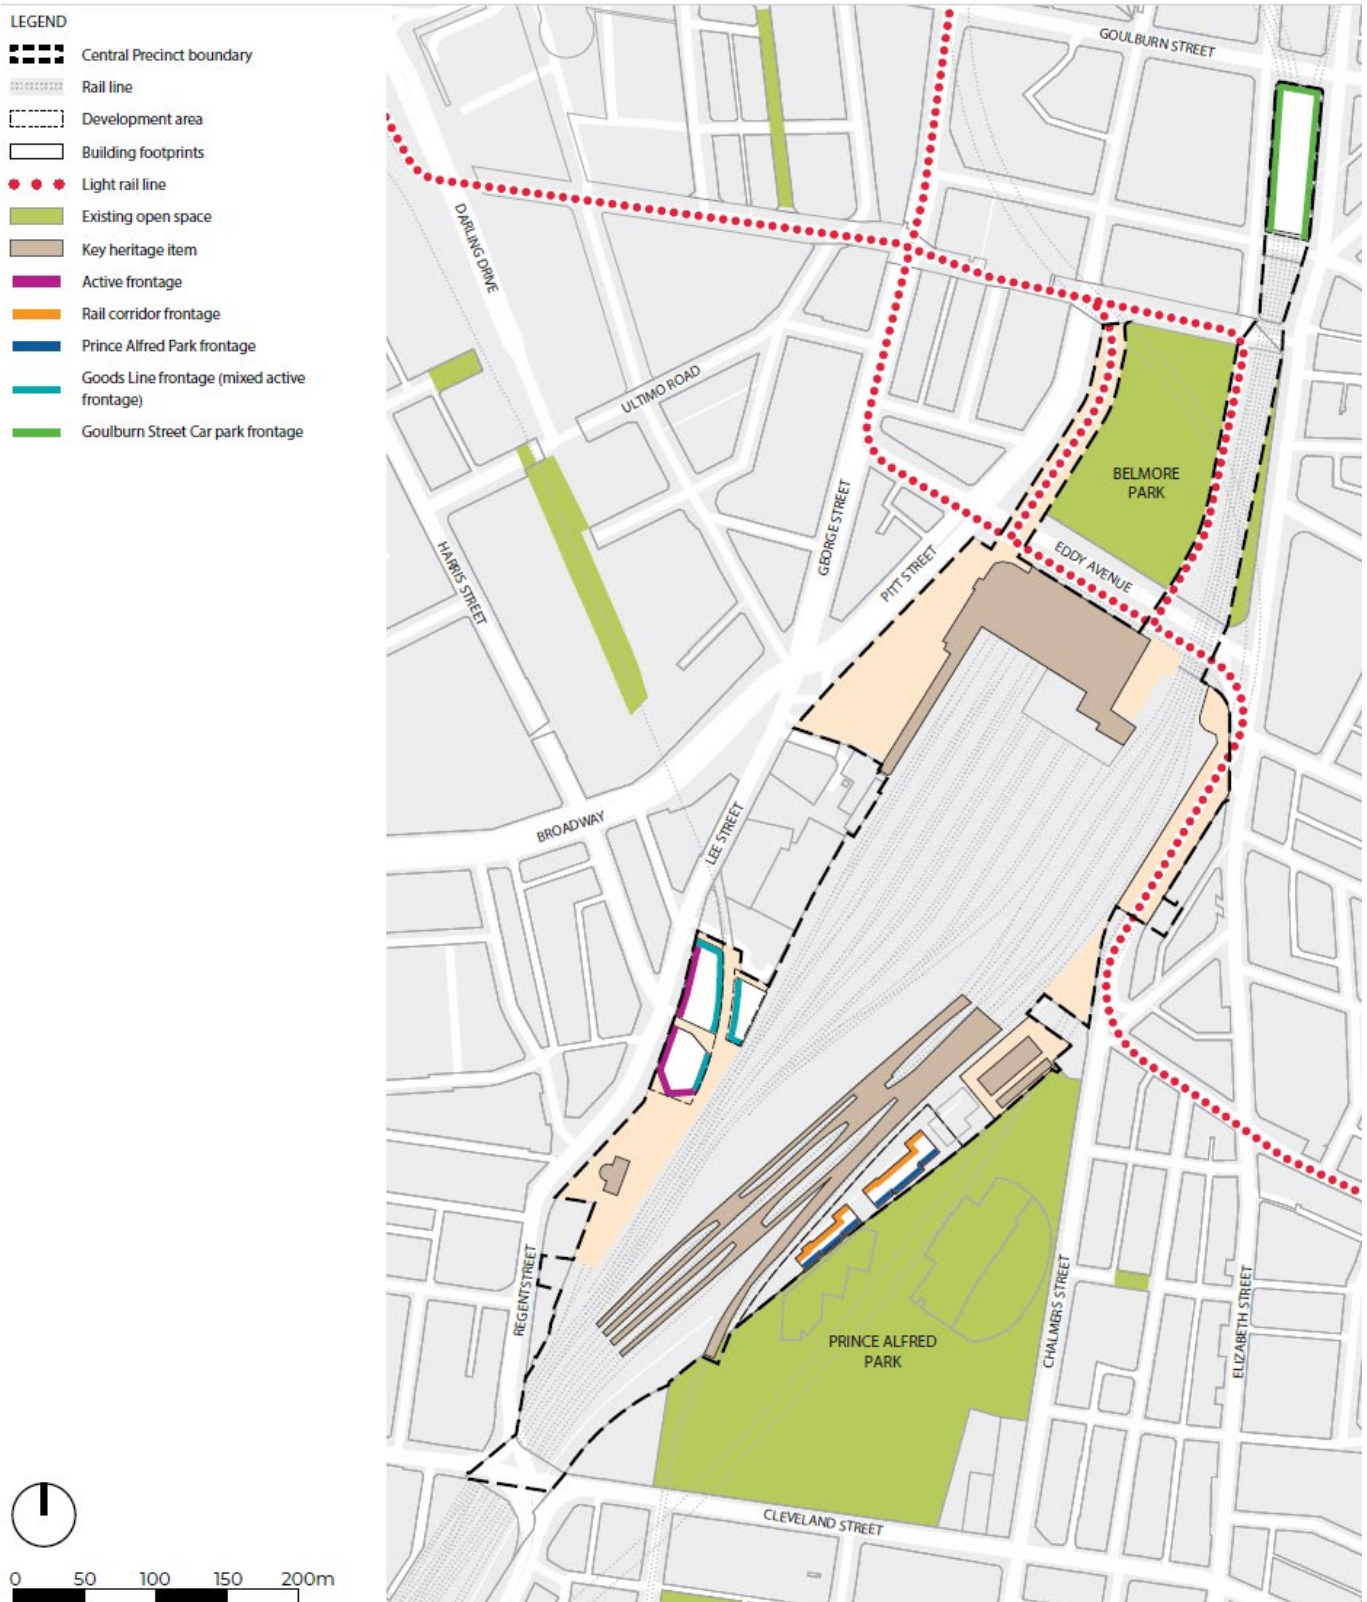 LEGEND
Central Precinct boundary
Rail line
Development area
Building footprints
Light rail line
Existing open space
Key heritage item
Active frontage
Rail corridor frontage
Prince Alfred Park frontage
Goods Line frontage (mixed active
frontage)
Goulburn Street Car park frontage
GOULBURN STREET
DARLING DRIVE
ULTIMO ROAD
HARRIS STREET
GEORGE STREET
PITT STREET
BELMORE
PARK
EDDY AVENUE
BROADWAY
LEE STREET
REGENT STREET
PRINCE ALFRED
PARK
CHALMERS STREET
ELIZABETH STREET
CLEVELAND STREET
0 50 100 150 200m